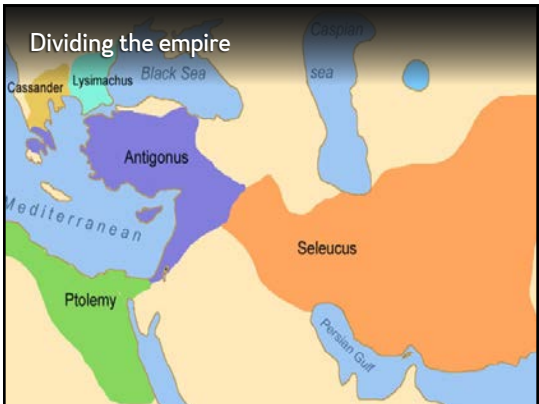 Dividing the empire
Caspian
sea
Black Sea
Lysimachus
Cassander
Antigonus
Mediterranean
Seleucus
Ptolemy
Persian Gulf